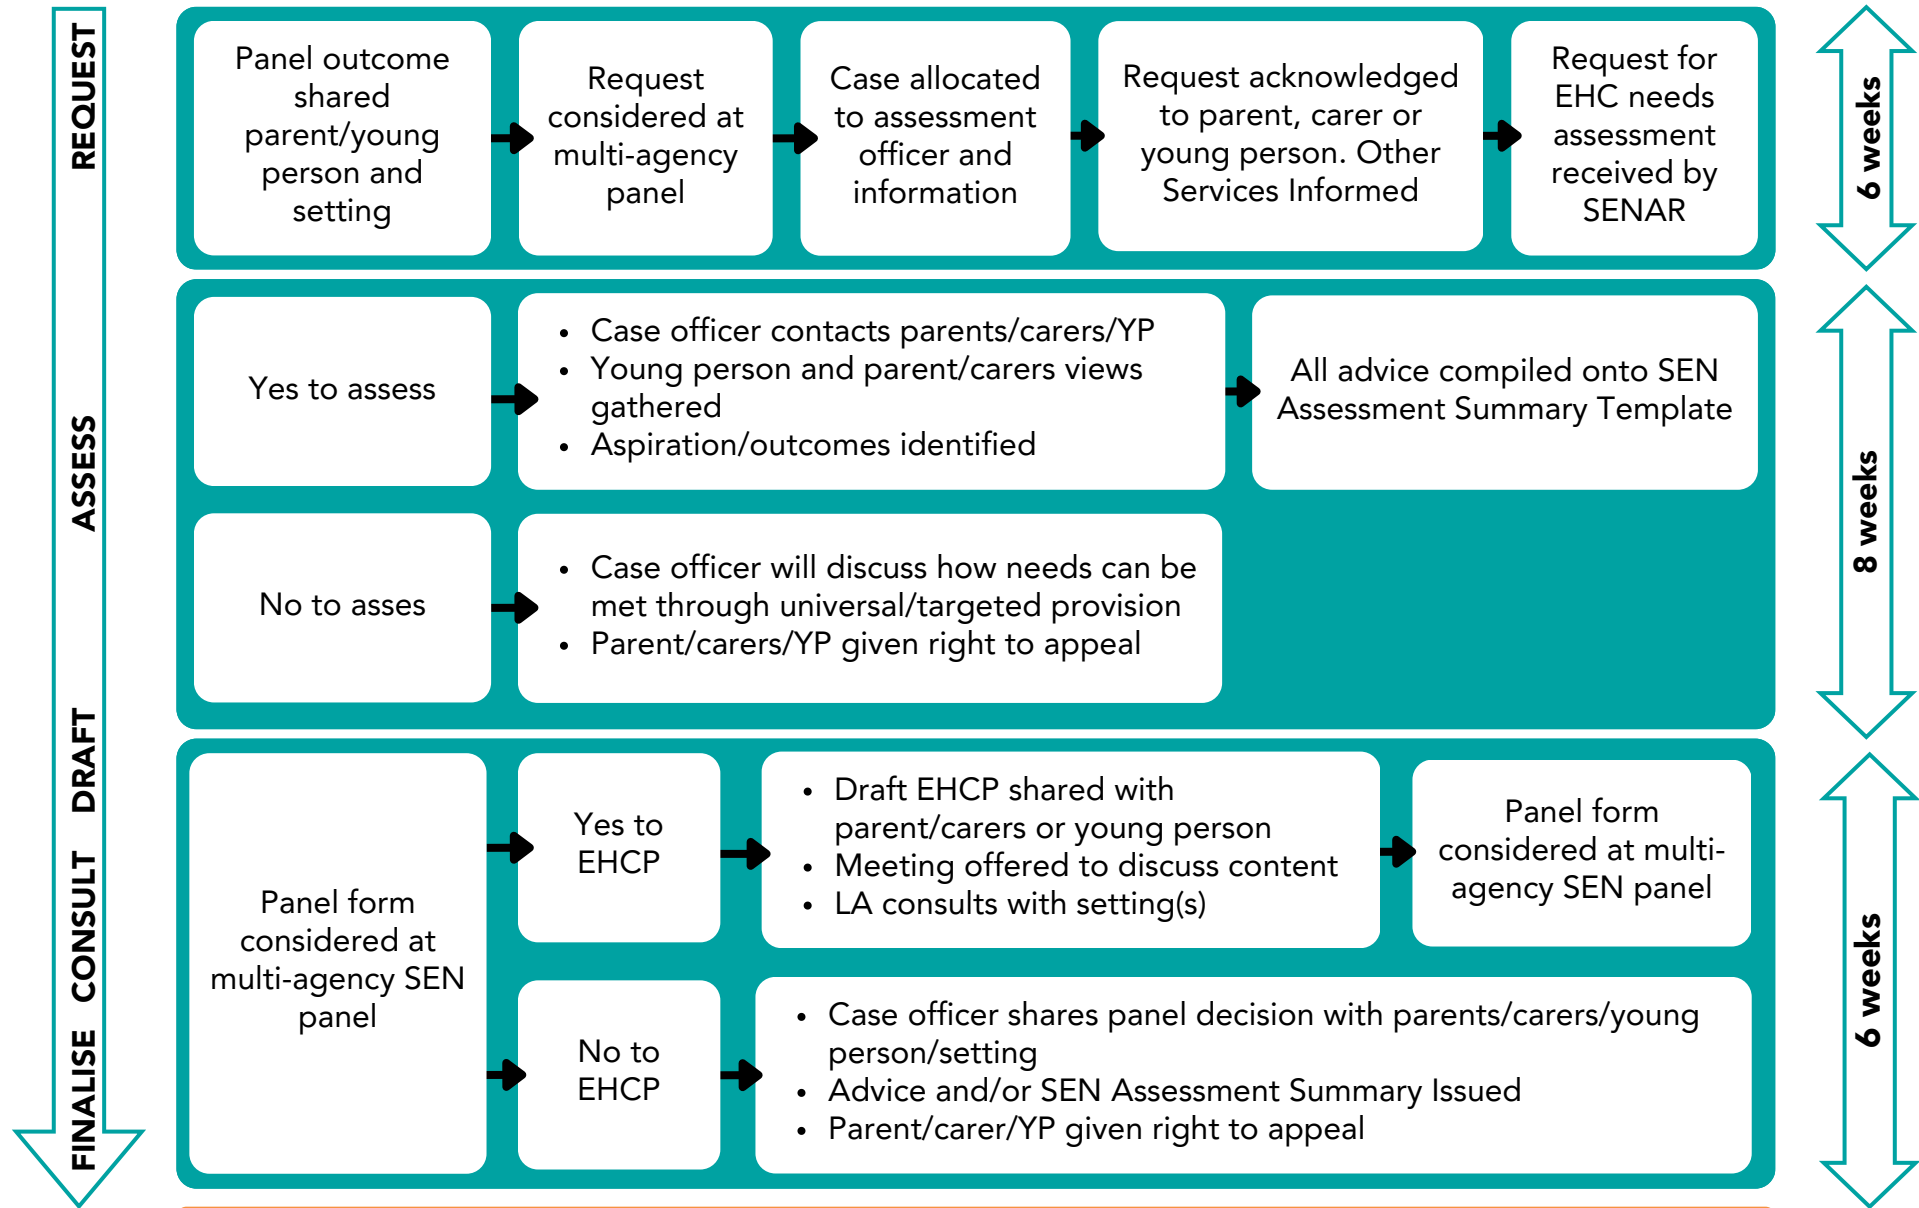 REQUEST
Panel outcome
shared
parent/young
person and
setting
Request
considered at
multi-agency
panel
Case allocated
to assessment
officer and
information
Request acknowledged
to parent, carer or
young person. Other
Services Informed
Request for
EHC needs
assessment
received by
SENAR
6 weeks
ASSESS
Yes to assess
• Case officer contacts parents/carers/YP
• Young person and parent/carers views
gathered
• Aspiration/outcomes identified
All advice compiled onto SEN
Assessment Summary Template
No to asses
• Case officer will discuss how needs can be
met through universal/targeted provision
• Parent/carers/YP given right to appeal
8 weeks
FINALISE CONSULT DRAFT
Panel form
considered at
multi-agency SEN
panel
Yes to
EHCP
• Draft EHCP shared with
parent/carers or young person
• Meeting offered to discuss content
• LA consults with setting(s)
Panel form
considered at multi-
agency SEN panel
No to
EHCP
• Case officer shares panel decision with parents/carers/young
person/setting
• Advice and/or SEN Assessment Summary Issued
• Parent/carer/YP given right to appeal
6 weeks